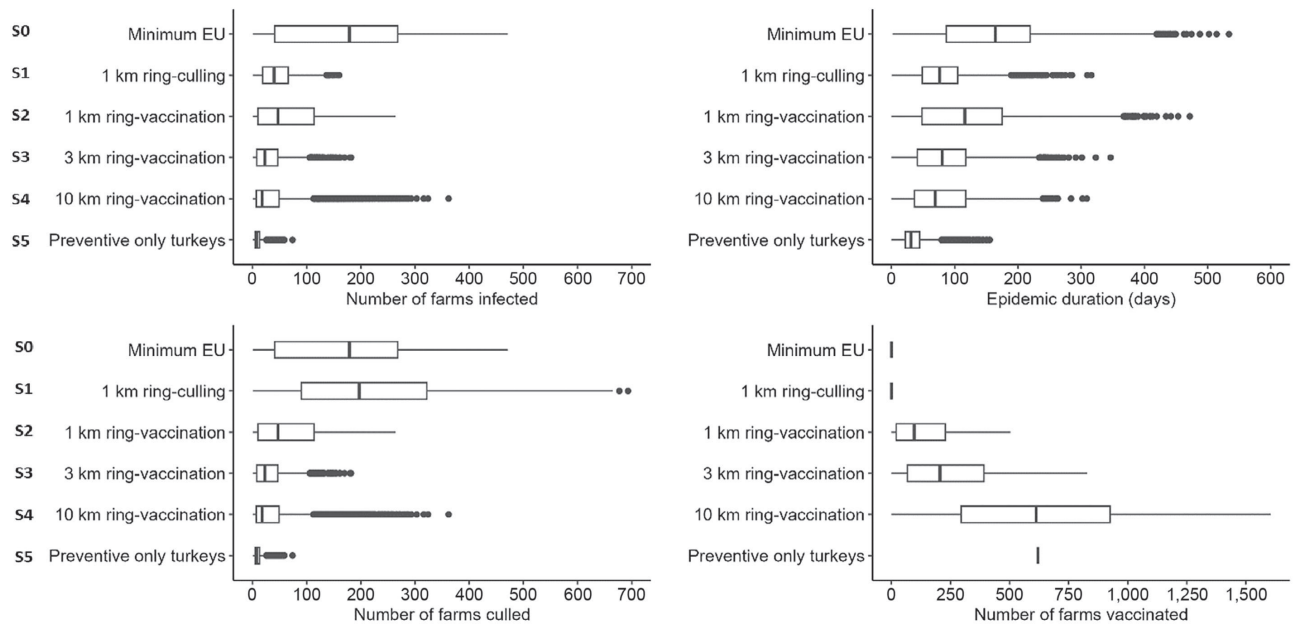 S0 Minimum EU
S1 1 km ring-culling
S2 1 km ring-vaccination
S3 3 km ring-vaccination
S4 10 km ring-vaccination
S5 Preventive only turkeys
0 100 200 300 400 500 600 700
Number of farms infected
Minimum EU
1 km ring-culling
1 km ring-vaccination
3 km ring-vaccination
10 km ring-vaccination
Preventive only turkeys
0 100 200 300 400 500 600
Epidemic duration (days)
S0 Minimum EU
S1 1 km ring-culling
S2 1 km ring-vaccination
S3 3 km ring-vaccination
S4 10 km ring-vaccination
S5 Preventive only turkeys
0 100 200 300 400 500 600 700
Number of farms culled
Minimum EU
1 km ring-culling
1 km ring-vaccination
3 km ring-vaccination
10 km ring-vaccination
Preventive only turkeys
0 250 500 750 1,000 1,250 1,500
Number of farms vaccinated